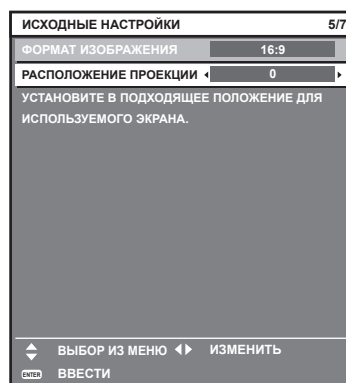 ИСХОДНЫЕ НАСТРОЙКИ 5/7
ФОРМАТ ИЗОБРАЖЕНИЯ 16:9
РАСПОЛОЖЕНИЕ ПРОЕКЦИИ 0
УСТАНОВИТЕ В ПОДХОДЯЩЕЕ ПОЛОЖЕНИЕ ДЛЯ
ИСПОЛЬЗУЕМОГО ЭКРАНА.
ВЫБОР ИЗ МЕНЮ ИЗМЕНИТЬ
ENTER ВВЕСТИ